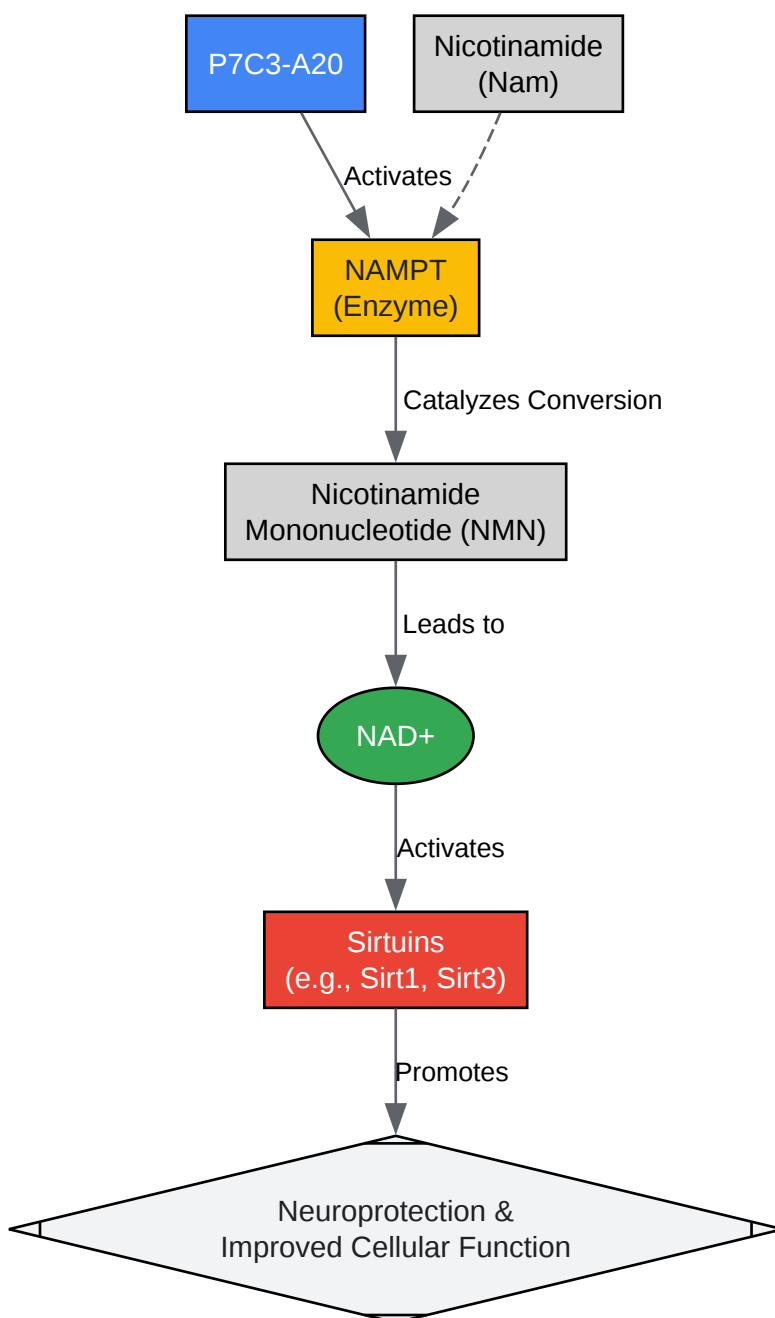 P7C3-A20
Nicotinamide
(Nam)
Activates
NAMPT
(Enzyme)
Catalyzes Conversion
Nicotinamide
Mononucleotide (NMN)
Leads to
NAD+
Activates
Sirtuins
(e.g., Sirt1, Sirt3)
Promotes
Neuroprotection &
Improved Cellular Function